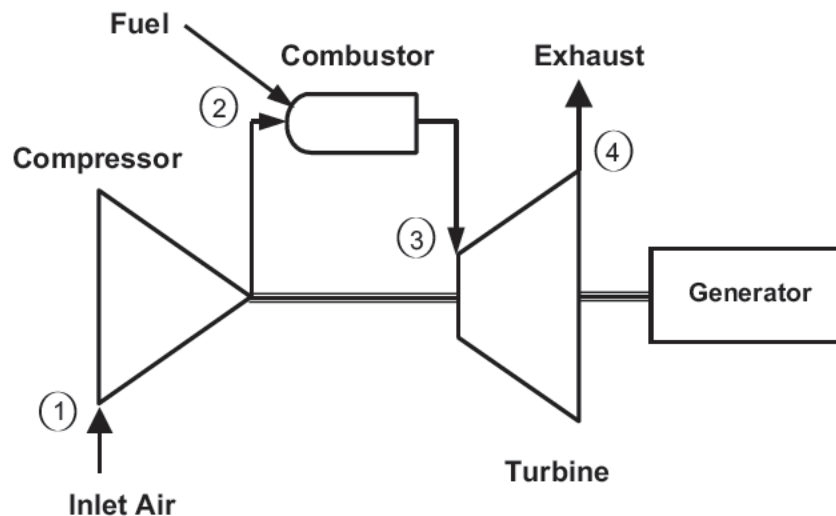 Fuel
Combustor
Exhaust
2
Compressor
4
3
Generator
1
Turbine
Inlet Air